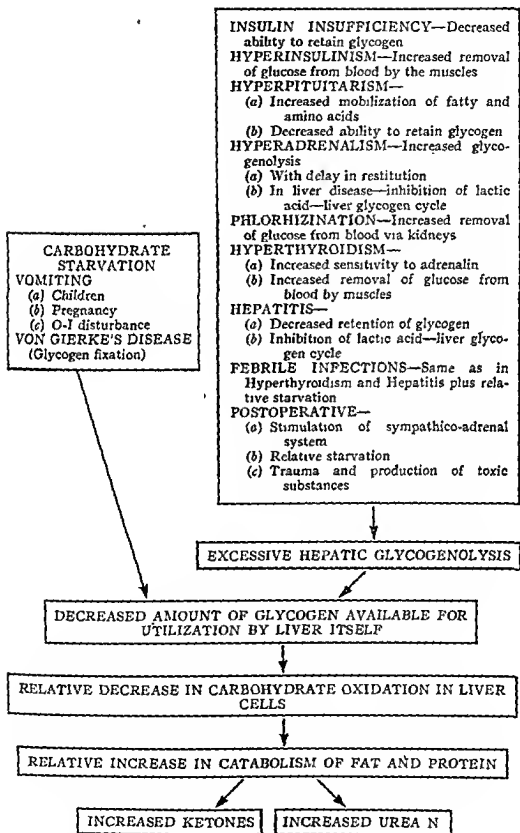 INSULIN INSUFFICIENCY—Decreased
ability to retain glycogen
HYPERINSULINISM—Increased removal
of glucose from blood by the muscles
HYPERPITUITARISM—
(a) Increased mobilization of fatty and
amino acids
(b) Decreased ability to retain glycogen
HYPERADRENALISM—Increased glyco-
genolysis
(a) With delay in restitution
(b) In liver disease—inhibition of lactic
acid—liver glycogen cycle
PHLORHIZINATION—Increased removal
of glucose from blood via kidneys
HYPERTHYROIDISM—
(a) Increased sensitivity to adrenalin
(b) Increased removal of glucose from
blood by muscles
HEPATITIS—
(a) Decreased retention of glycogen
(b) Inhibition of lactic acid—liver glyco-
gen cycle
FEBRILE INFECTIONS—Same as in
Hyperthyroidism and Hepatitis plus rela-
tive starvation
POSTOPERATIVE—
(a) Stimulation of sympathico-adrenal
system
(b) Relative starvation
(c) Trauma and production of toxic
substances
CARBOHYDRATE
STARVATION
VOMITING
(a) Children
(b) Pregnancy
(c) O-I disturbance
VON GIERKE'S DISEASE
(Glycogen fixation)
EXCESSIVE HEPATIC GLYCOGENOLYSIS
DECREASED AMOUNT OF GLYCOGEN AVAILABLE FOR
UTILIZATION BY LIVER ITSELF
RELATIVE DECREASE IN CARBOHYDRATE OXIDATION IN LIVER
CELLS
RELATIVE INCREASE IN CATABOLISM OF FAT AND PROTEIN
INCREASED KETONES
INCREASED UREA N